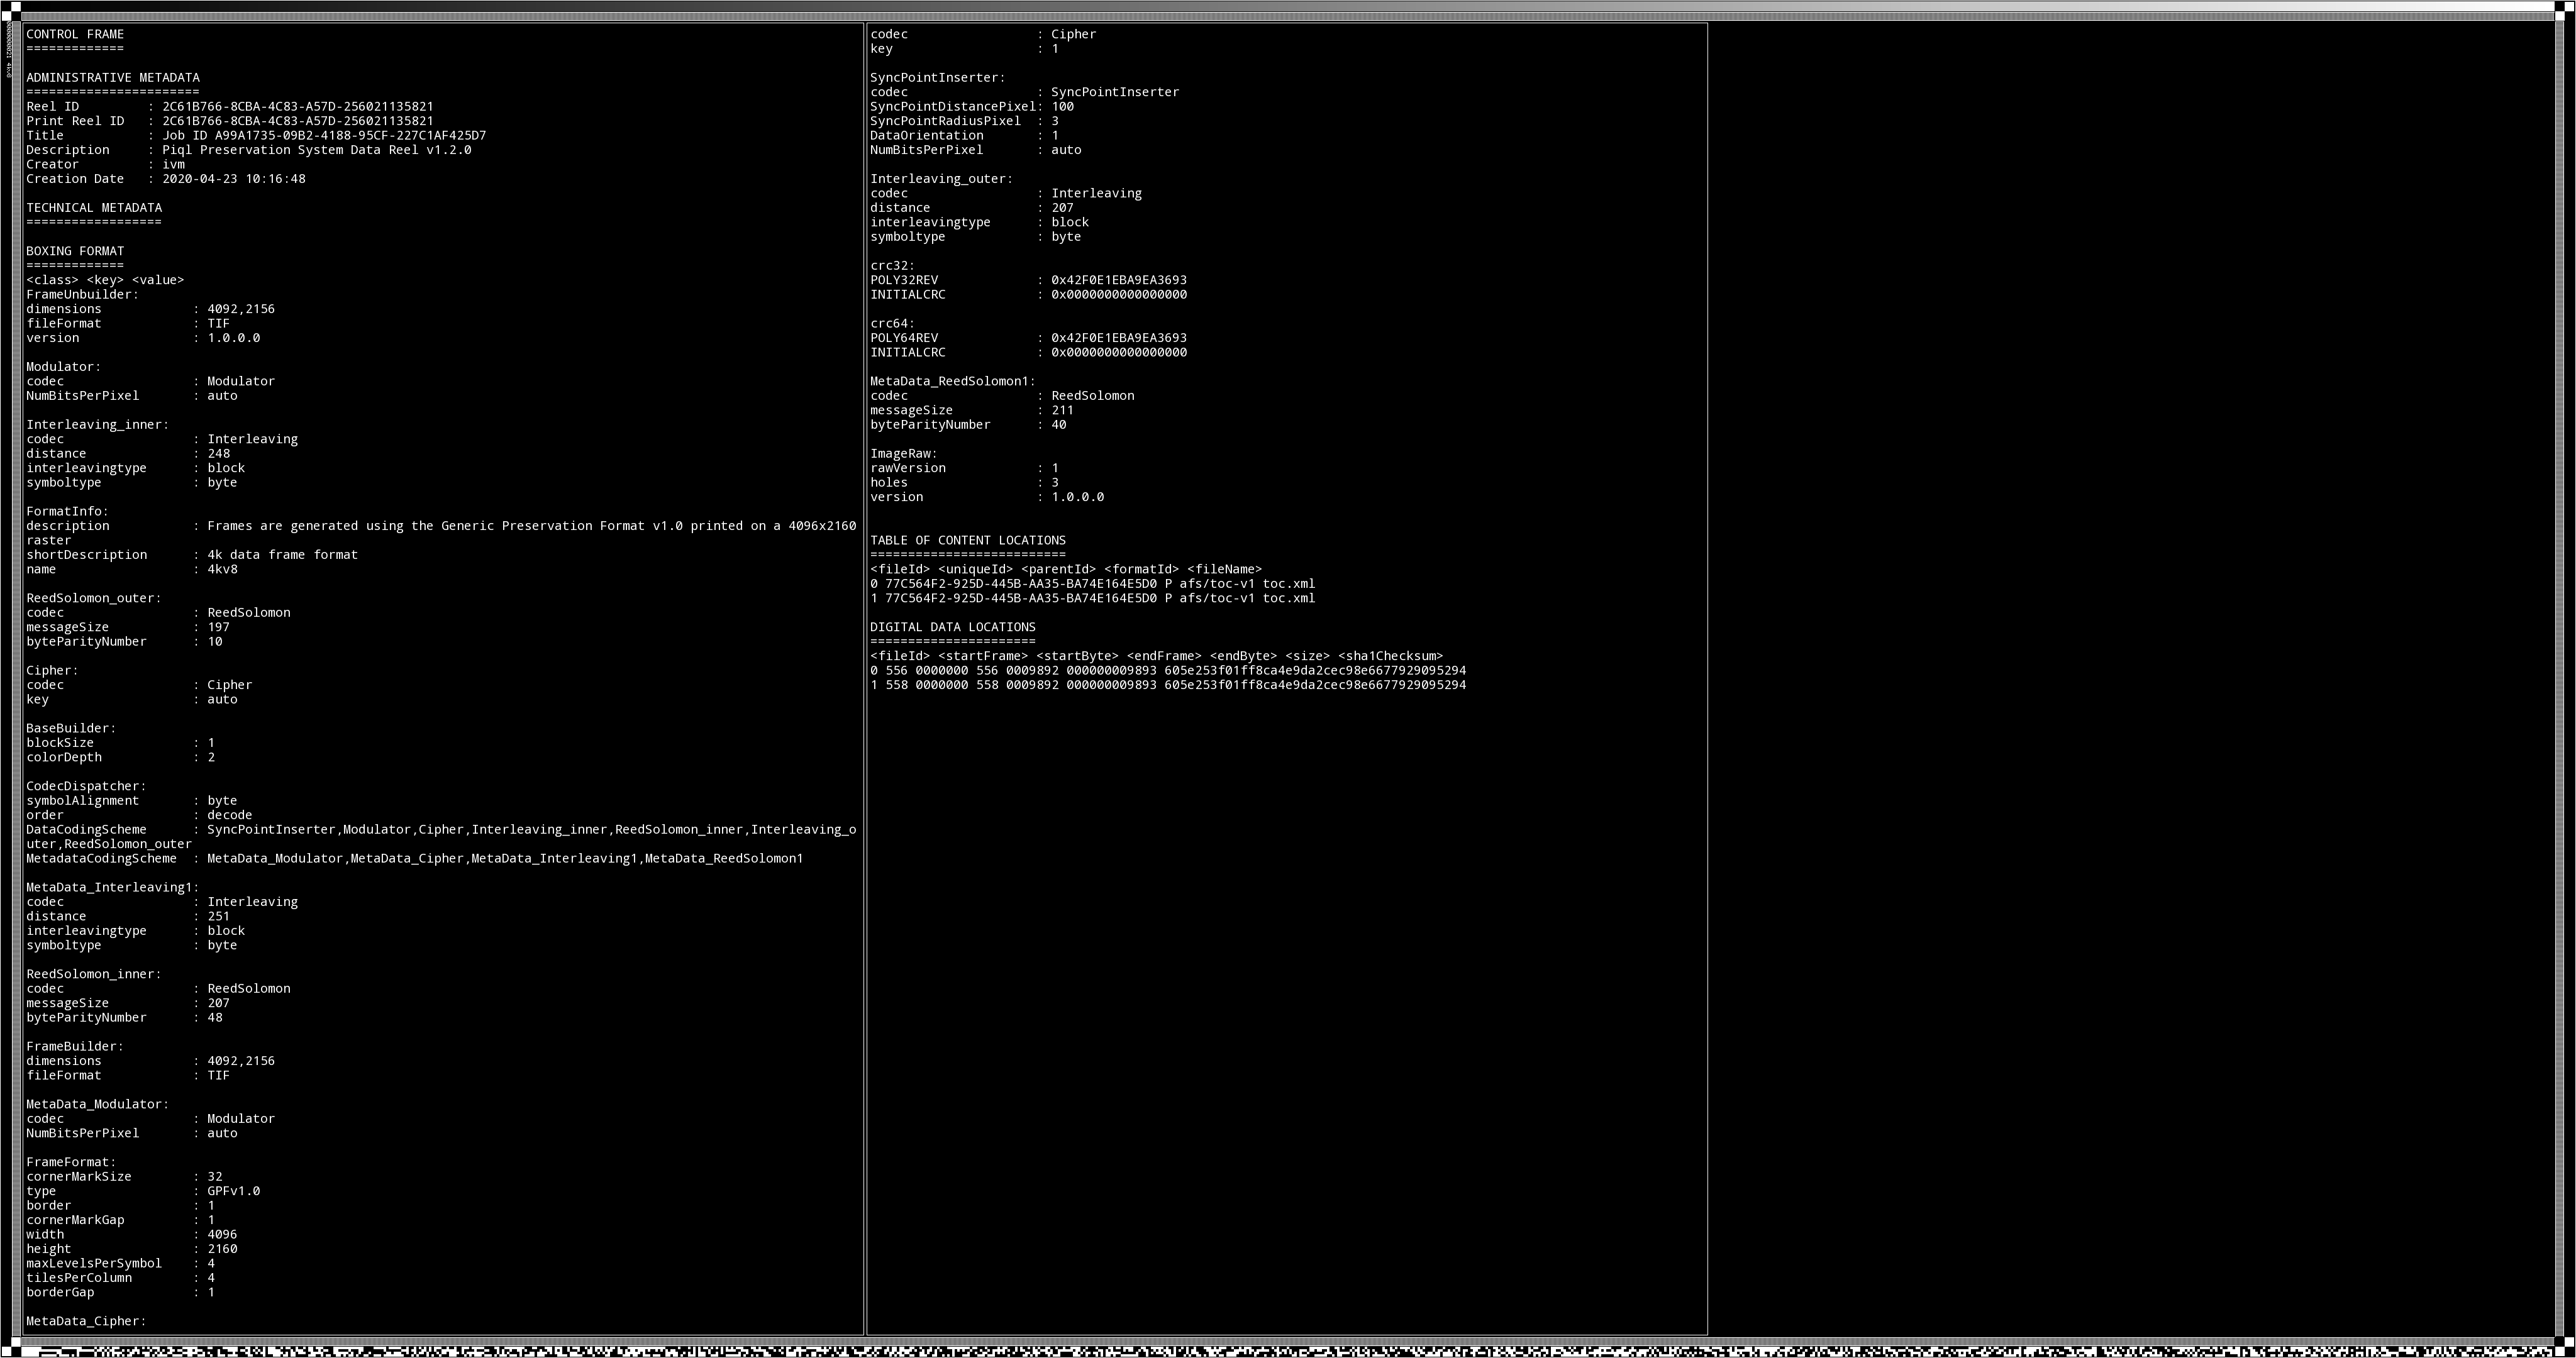 CONTROL FRAME
=============

ADMINISTRATIVE METADATA
=======================
Reel ID         : 2C61B766-8CBA-4C83-A57D-256021135821
Print Reel ID   : 2C61B766-8CBA-4C83-A57D-256021135821
Title           : Job ID A99A1735-09B2-4188-95CF-227C1AF425D7
Description     : Piql Preservation System Data Reel v1.2.0
Creator         : ivm
Creation Date   : 2020-04-23 10:16:48

TECHNICAL METADATA
==================

BOXING FORMAT
=============
<class> <key> <value>
FrameUnbuilder:
dimensions            : 4092,2156
fileFormat            : TIF
version               : 1.0.0.0

Modulator:
codec                 : Modulator
NumBitsPerPixel       : auto

Interleaving_inner:
codec                 : Interleaving
distance              : 248
interleavingtype      : block
symboltype            : byte

FormatInfo:
description           : Frames are generated using the Generic Preservation Format v1.0 printed on a 4096x2160
raster
shortDescription      : 4k data frame format
name                  : 4kv8

ReedSolomon_outer:
codec                 : ReedSolomon
messageSize           : 197
byteParityNumber      : 10

Cipher:
codec                 : Cipher
key                   : auto

BaseBuilder:
blockSize             : 1
colorDepth            : 2

CodecDispatcher:
symbolAlignment       : byte
order                 : decode
DataCodingScheme      : SyncPointInserter,Modulator,Cipher,Interleaving_inner,ReedSolomon_inner,Interleaving_o
uter,ReedSolomon_outer
MetadataCodingScheme  : MetaData_Modulator,MetaData_Cipher,MetaData_Interleaving1,MetaData_ReedSolomon1

MetaData_Interleaving1:
codec                 : Interleaving
distance              : 251
interleavingtype      : block
symboltype            : byte

ReedSolomon_inner:
codec                 : ReedSolomon
messageSize           : 207
byteParityNumber      : 48

FrameBuilder:
dimensions            : 4092,2156
fileFormat            : TIF

MetaData_Modulator:
codec                 : Modulator
NumBitsPerPixel       : auto

FrameFormat:
cornerMarkSize        : 32
type                  : GPFv1.0
border                : 1
cornerMarkGap         : 1
width                 : 4096
height                : 2160
maxLevelsPerSymbol    : 4
tilesPerColumn        : 4
borderGap             : 1

MetaData_Cipher:
codec                 : Cipher
key                   : 1

SyncPointInserter:
codec                 : SyncPointInserter
SyncPointDistancePixel: 100
SyncPointRadiusPixel  : 3
DataOrientation       : 1
NumBitsPerPixel       : auto

Interleaving_outer:
codec                 : Interleaving
distance              : 207
interleavingtype      : block
symboltype            : byte

crc32:
POLY32REV             : 0x42F0E1EBA9EA3693
INITIALCRC            : 0x0000000000000000

crc64:
POLY64REV             : 0x42F0E1EBA9EA3693
INITIALCRC            : 0x0000000000000000

MetaData_ReedSolomon1:
codec                 : ReedSolomon
messageSize           : 211
byteParityNumber      : 40

ImageRaw:
rawVersion            : 1
holes                 : 3
version               : 1.0.0.0

TABLE OF CONTENT LOCATIONS
==========================
<fileId> <uniqueId> <parentId> <formatId> <fileName>
0 77C564F2-925D-445B-AA35-BA74E164E5D0 P afs/toc-v1 toc.xml
1 77C564F2-925D-445B-AA35-BA74E164E5D0 P afs/toc-v1 toc.xml

DIGITAL DATA LOCATIONS
======================
<fileId> <startFrame> <startByte> <endFrame> <endByte> <size> <sha1Checksum>
0 556 0000000 556 0009892 000000009893 605e253f01ff8ca4e9da2cec98e6677929095294
1 558 0000000 558 0009892 000000009893 605e253f01ff8ca4e9da2cec98e6677929095294